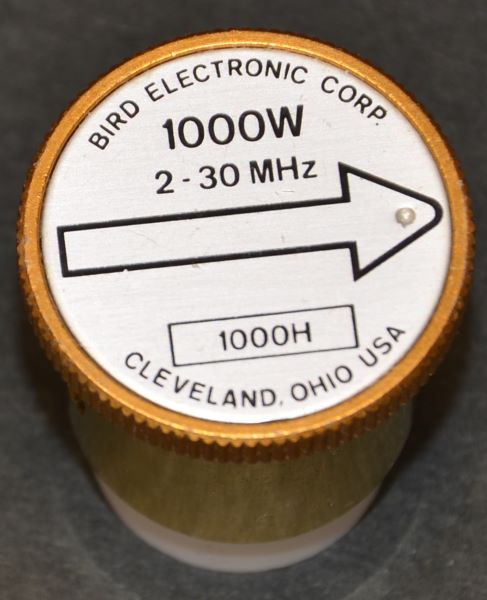 BIRD ELECTRONIC CORP.
1000W
2-30 MHz
1000H
CLEVELAND, OHIO USA